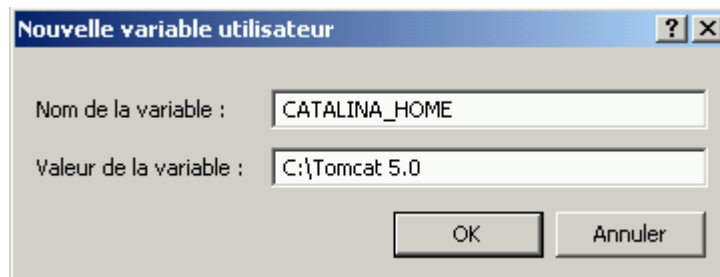 Nouvelle variable utilisateur
Nom de la variable : CATALINA_HOME
Valeur de la variable : C:\Tomcat 5.0
OK Annuler